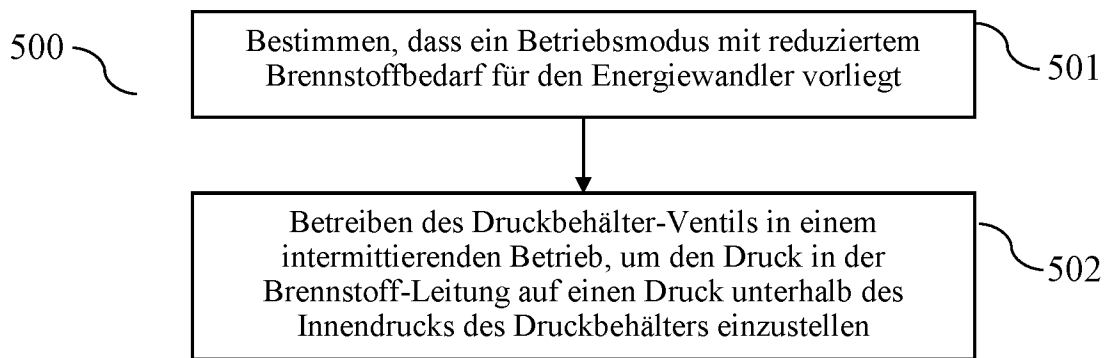 500
Bestimmen, dass ein Betriebsmodus mit reduziertem
Brennstoffbedarf für den Energiewandler vorliegt
501
Betreiben des Druckbehälter-Ventils in einem
intermittierenden Betrieb, um den Druck in der
Brennstoff-Leitung auf einen Druck unterhalb des
Innendrucks des Druckbehälters einzustellen
502